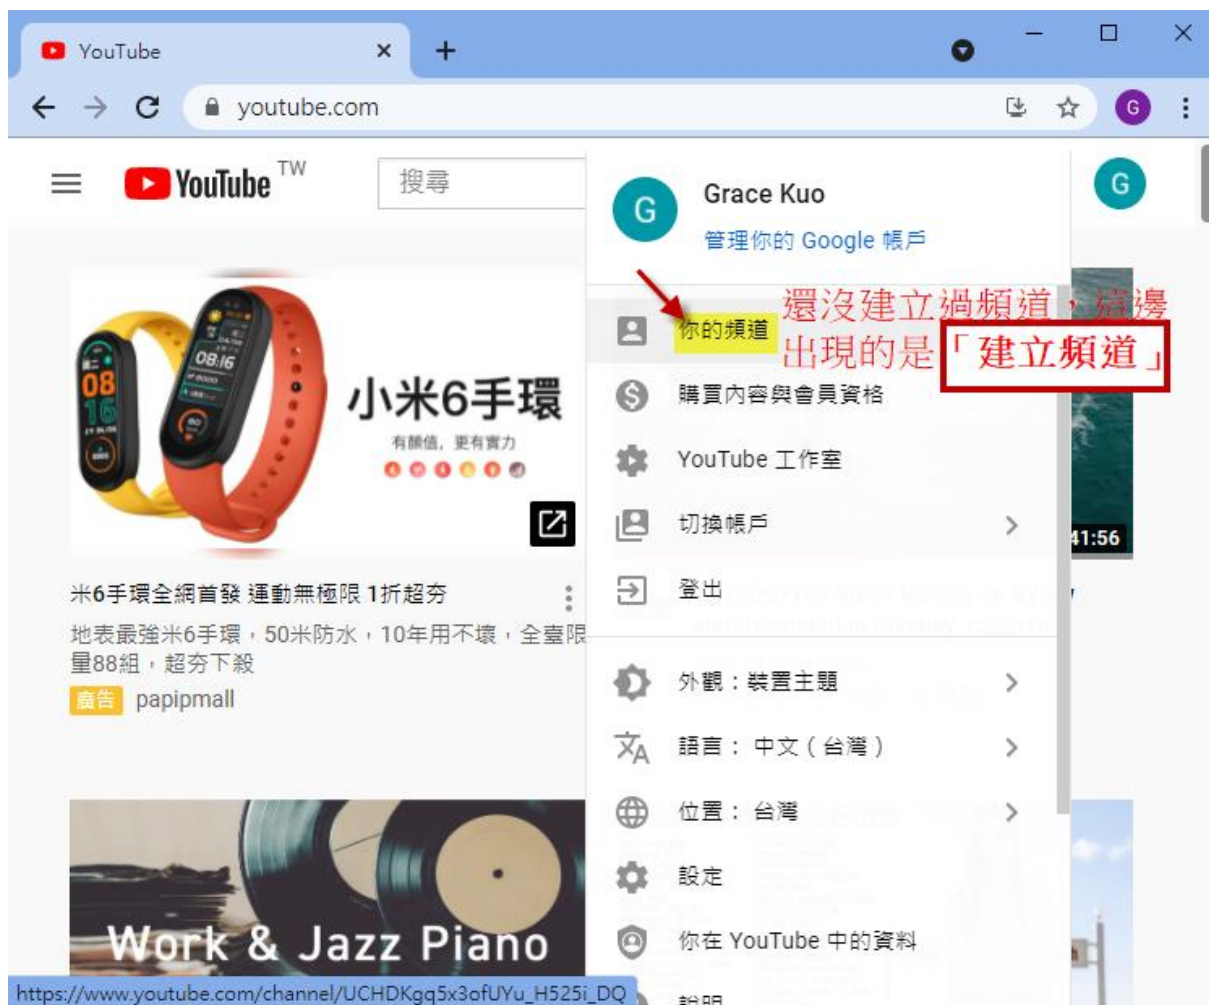 YouTube
youtube.com
G
YouTube TW
搜尋
G
G
Grace Kuo
管理你的 Google 帳戶
還沒建立過頻道，這邊
出現的是「建立頻道」
你的頻道
購買內容與會員資格
YouTube 工作室
切換帳戶
登出
外觀：裝置主題
語言： 中文 ( 台灣 )
位置：台灣
設定
你在 YouTube 中的資料
說明
08:16
08
16
小米6手環
有顏值，更有實力
41:56
米6手環全網首發 運動無極限 1折超夯
地表最強米6手環，50米防水，10年用不壞，全臺限
量88組，超夯下殺
廣告 papipmall
Work & Jazz Piano
https://www.youtube.com/channel/UCHDKgq5x3ofUYu_H525i_DQ